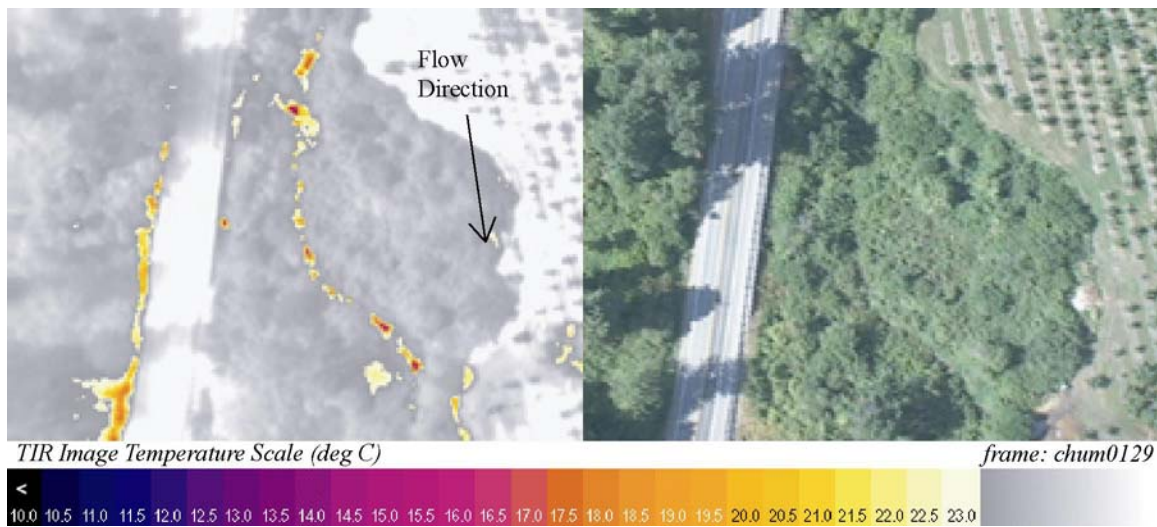 Flow
Direction
TIR Image Temperature Scale (deg C)
frame: chum0129
<
10.0 10.5 11.0 11.5 12.0 12.5 13.0 13.5 14.0 14.5 15.0 15.5 16.0 16.5 17.0 17.5 18.0 18.5 19.0 19.5 20.0 20.5 21.0 21.5 22.0 22.5 23.0